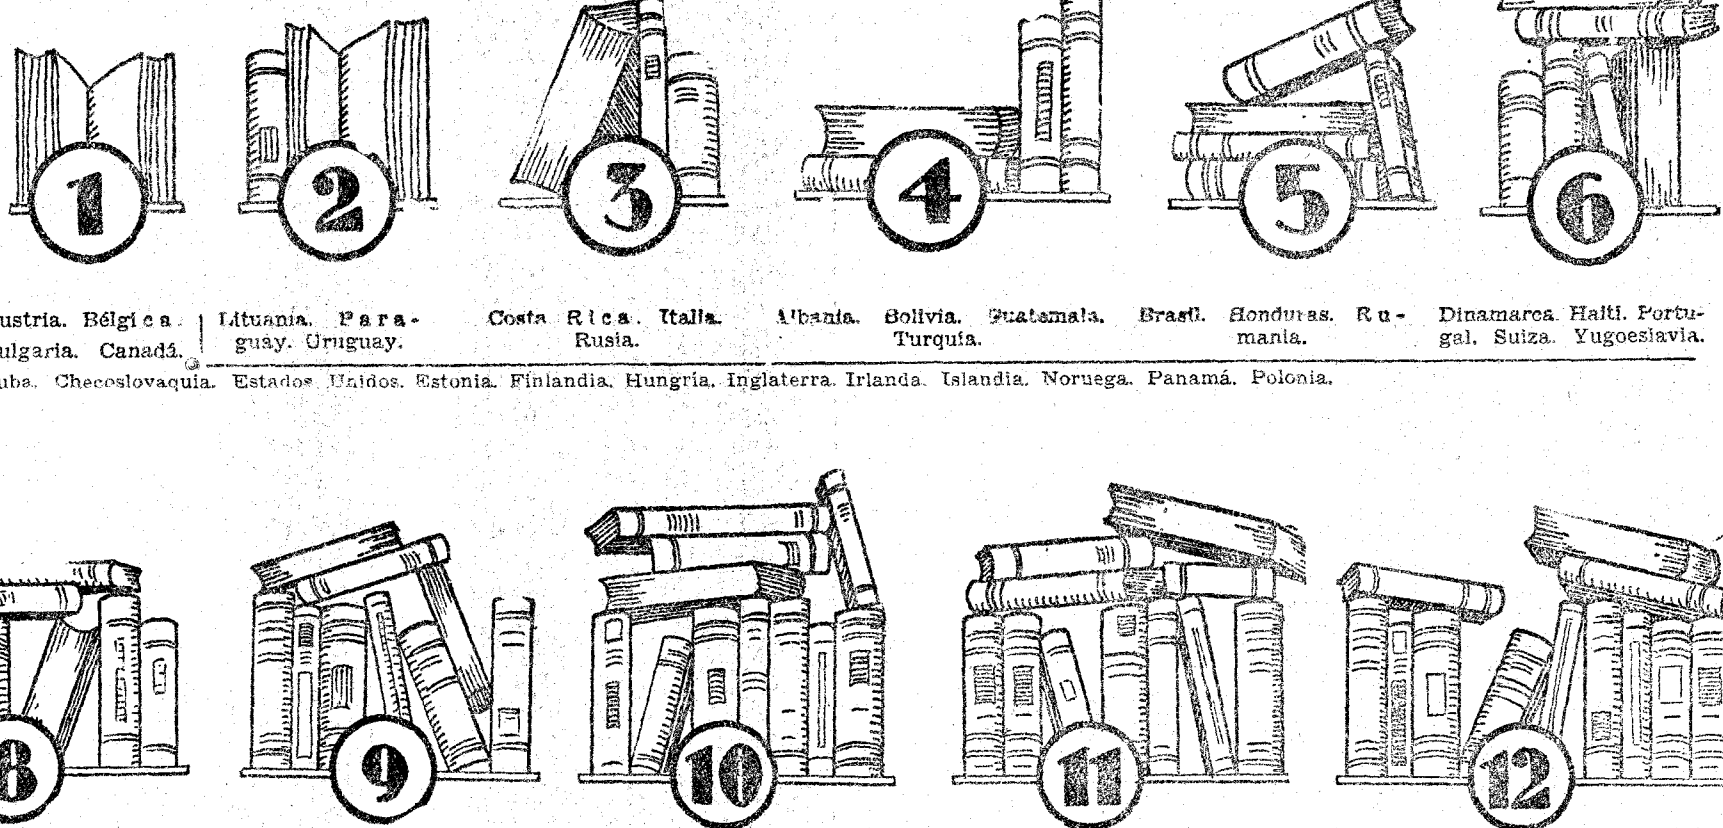 1 2 3 4 5 6
ustria. Bélgica. Lituania. Para- Costa Rica. Italia. Albania. Bolivia. Guatemala. Brasil. Honduras. Ru- Dinamarca. Haití. Portu-
ulgaria. Canadá. guay. Uruguay. Rusia. Turquía. mania. gal. Suiza. Yugoeslavia.
uba. Checoslovaquia. Estados Unidos. Estonia. Finlandia. Hungría. Inglaterra. Irlanda. Islandia. Noruega. Panamá. Polonia.
8 9 10 11 12